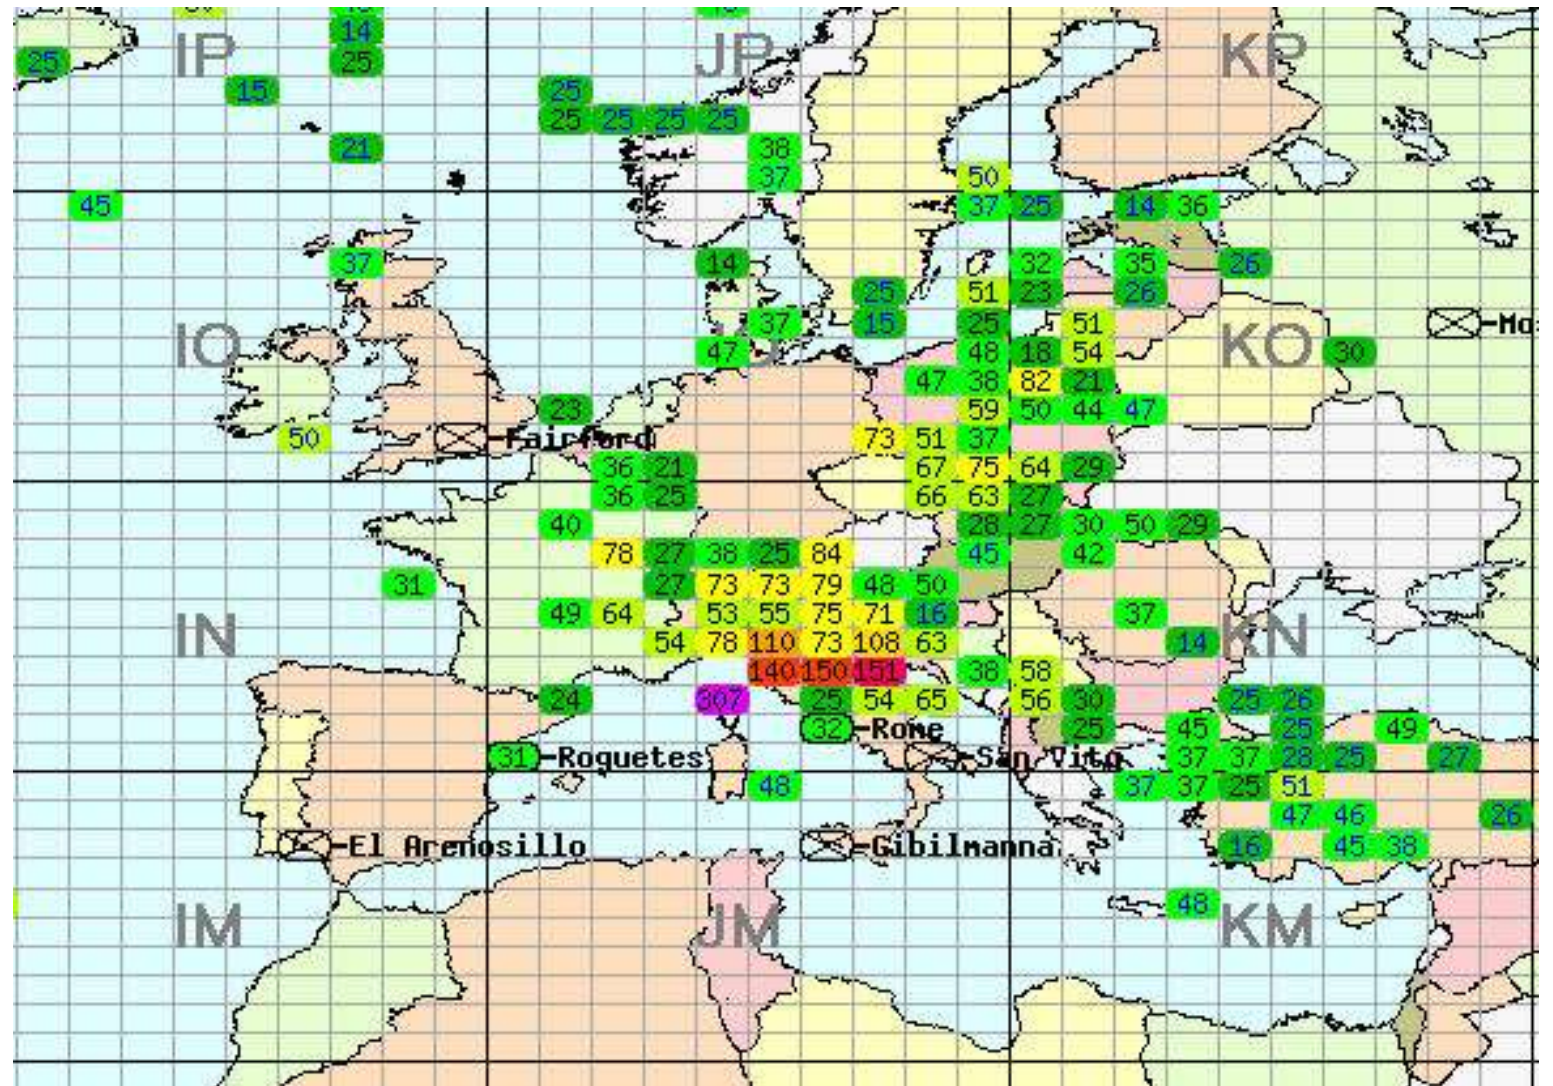 14
25 IP 25 JP KP
15 25
25 25 25 25
21 38
37 50
45 37 25 14 36
37 14 32 35 26
25 51 23 26
IO 37 15 25 51
47 48 18 54 KO 30
47 38 82 21
23 59 50 44 47
50 Fairford 73 51 37
36 21 67 75 64 29
36 25 66 63 27
40 28 27 30 50 29
78 27 38 25 84 45 42
31 27 73 73 79 48 50
49 64 53 55 75 71 16 37
IN 54 78 110 73 108 63 14 KN
140 150 151 38 58
24 307 25 54 65 56 30 25 26
32 -Rome 25 45 25 49
31 -Roquetes -San Vito 37 37 28 25 27
48 37 37 25 51
47 46 26
-El Arenosillo -Gibilmanna 16 45 38
IM JM 48 KM